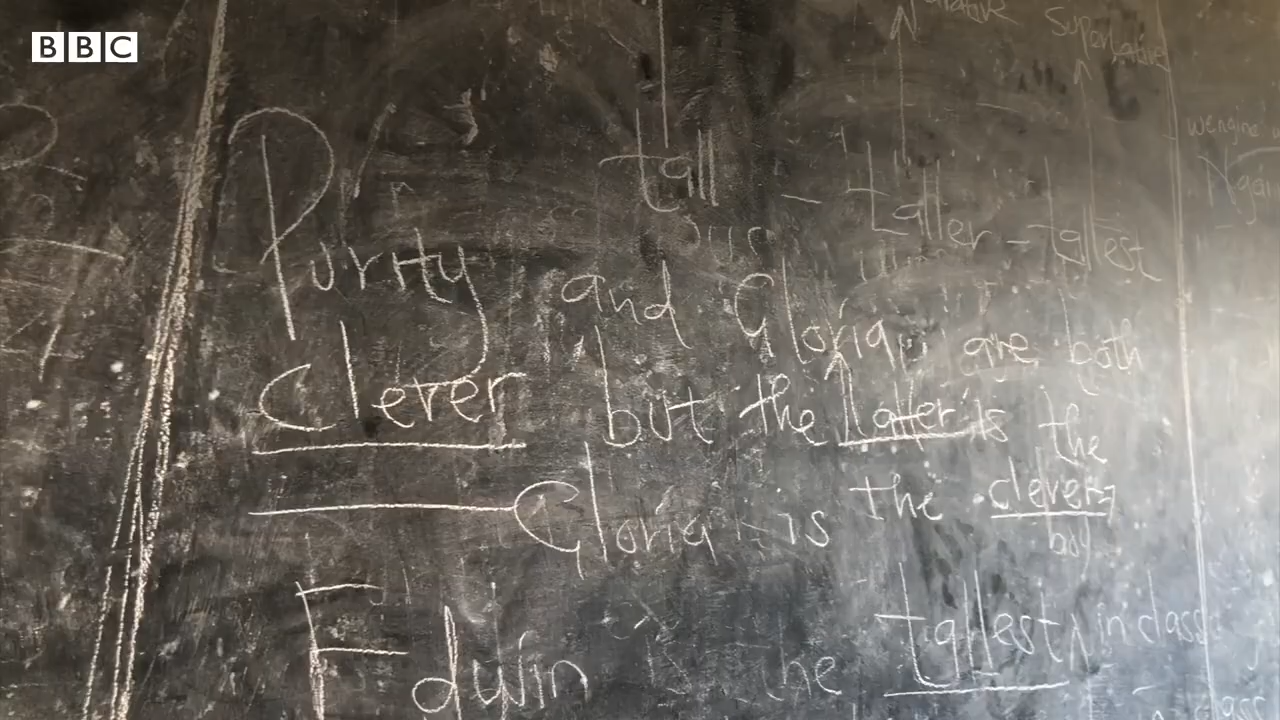 BBC
Superlative
tall - taller - tallest
Purity and Gloria are both
clever but the latter is the
Gloria is the clever
boy
Edwin is the tallest in class